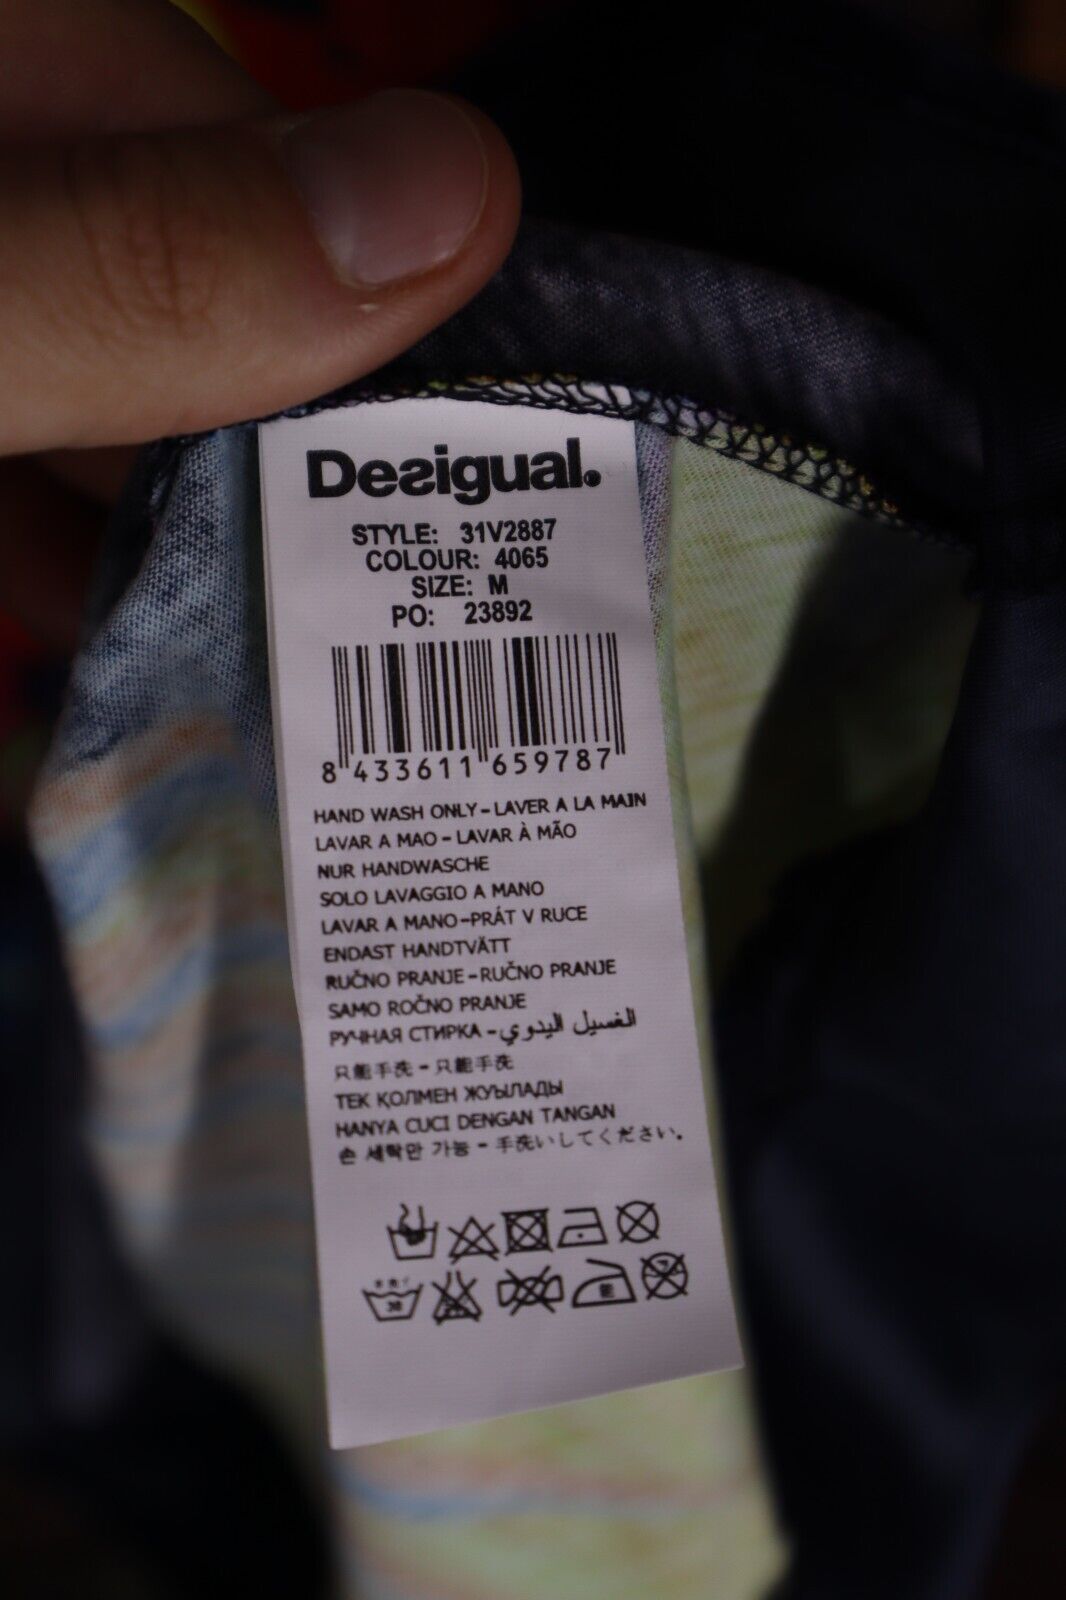 Desigual.
STYLE: 31V2887
COLOUR: 4065
SIZE: M
PO: 23892
8 433611 659787
HAND WASH ONLY - LAVER A LA MAIN
LAVAR A MAO - LAVAR À MÃO
NUR HANDWASCHE
SOLO LAVAGGIO A MANO
LAVAR A MANO-PRÁT V RUCE
ENDAST HANDTVÄTT
RUČNO PRANJE - RUČNO PRANJE
SAMO ROČNO PRANJE
РУЧНАЯ СТИРКА - الغسيل اليدوي
只能手洗 - 只能手洗
ТЕК ҚОЛМЕН ЖУЫЛАДЫ
HANYA CUCI DENGAN TANGAN
손 세탁만 가능 - 手洗いしてください。
30